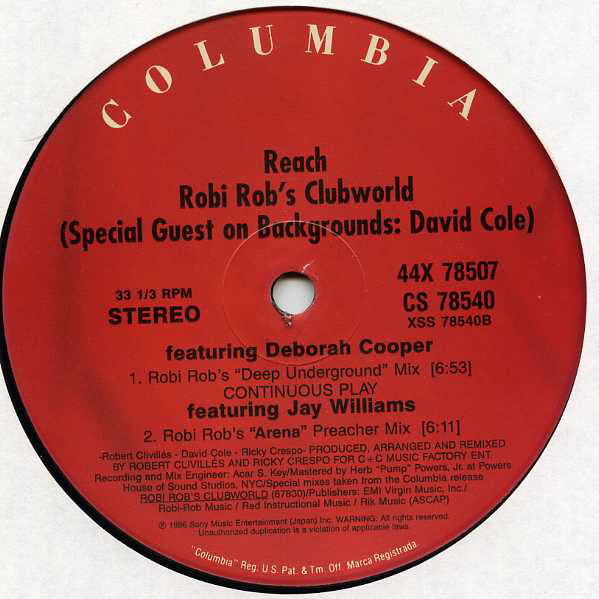 COLUMBIA
Reach
Robi Rob's Clubworld
(Special Guest on Backgrounds: David Cole)
33 1/3 RPM
STEREO
44X 78507
CS 78540
XSS 78540B
featuring Deborah Cooper
1. Robi Rob's "Deep Underground" Mix [6:53]
CONTINUOUS PLAY
featuring Jay Williams
2. Robi Rob's "Arena" Preacher Mix [6:11]
-Robert Clivillés - David Cole - Ricky Crespo- PRODUCED, ARRANGED AND REMIXED
BY ROBERT CLIVILLÉS AND RICKY CRESPO FOR C + C MUSIC FACTORY ENT.
Recording and Mix Engineer: Acar S. Key/Mastered by Herb "Pump" Powers, Jr. at Powers
House of Sound Studios, NYC/Special mixes taken from the Columbia release
ROBI ROB'S CLUBWORLD (67830)/Publishers: EMI Virgin Music, Inc./
Robi-Rob Music / Red Instructional Music / Rik Music (ASCAP)
℗ 1996 Sony Music Entertainment (Japan) Inc. WARNING: All rights reserved.
Unauthorized duplication is a violation of applicable laws.
"Columbia" Reg. U.S. Pat. & Tm. Off. Marca Registrada.